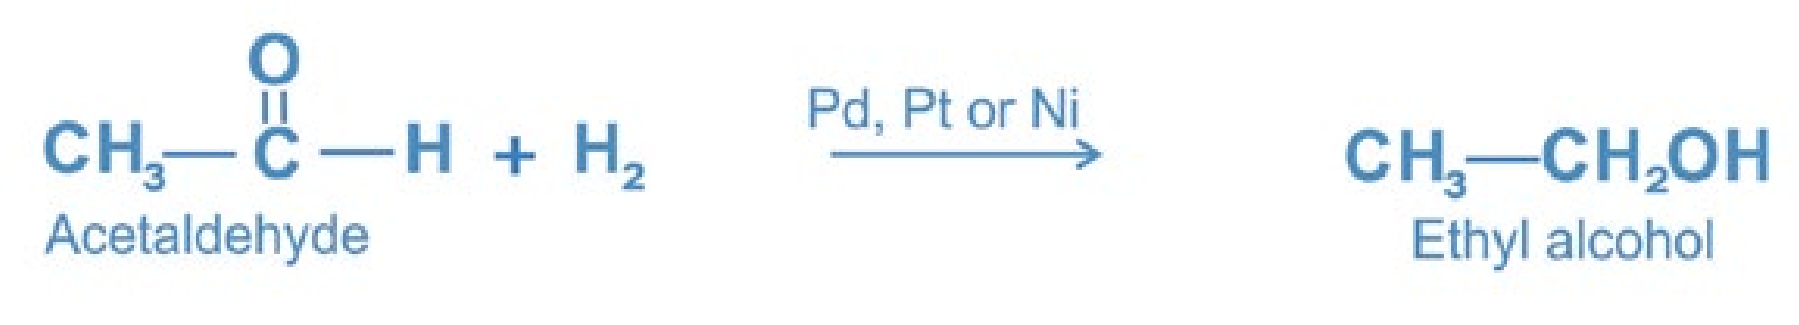 O
||
CH₃—C—H + H₂ Pd, Pt or Ni CH₃—CH₂OH
Acetaldehyde Ethyl alcohol